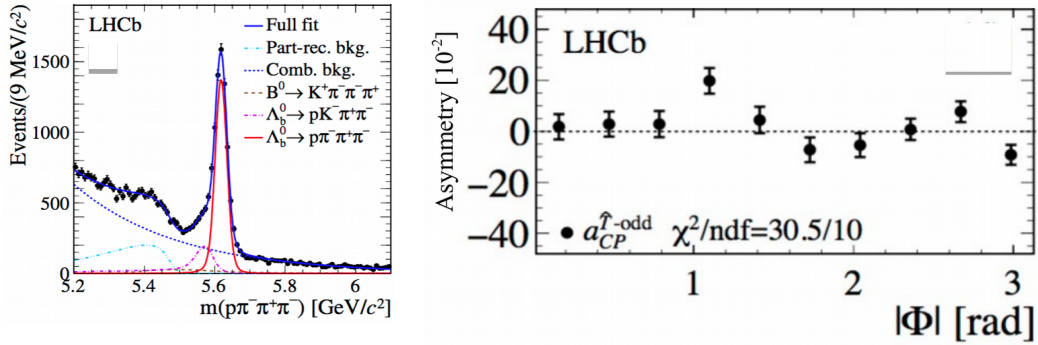 LHCb
Full fit
Part-rec. bkg.
Comb. bkg.
B⁰→ K⁺π⁻π⁻π⁺
Λ_b⁰→ pK⁻π⁺π⁻
Λ_b⁰→ pπ⁻π⁺π⁻
Events/(9 MeV/c²)
1500
1000
500
0
5.2 5.4 5.6 5.8 6
m(pπ⁻π⁺π⁻) [GeV/c²]
LHCb
Asymmetry [10⁻²]
40
20
0
−20
−40
a_CP^T̂-odd χ²/ndf=30.5/10
1 2 3
|Φ| [rad]